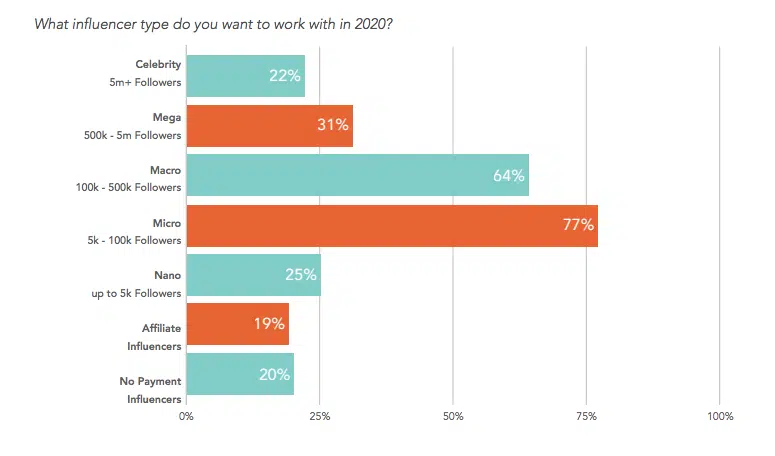 What influencer type do you want to work with in 2020?
Celebrity
5m+ Followers
22%
Mega
500k - 5m Followers
31%
Macro
100k - 500k Followers
64%
Micro
5k - 100k Followers
77%
Nano
up to 5k Followers
25%
Affiliate
Influencers
19%
No Payment
Influencers
20%
0% 25% 50% 75% 100%